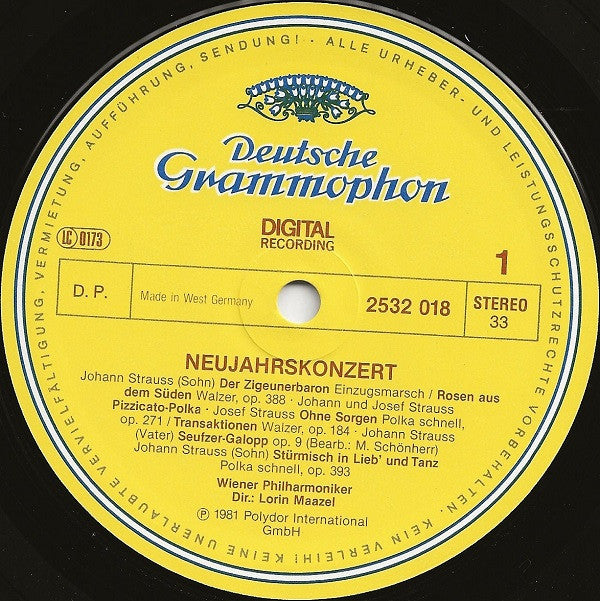 ALLE URHEBER- UND LEISTUNGSSCHUTZRECHTE VORBEHALTEN. KEIN VERLEIH! KEINE UNERLAUBTE VERVIELFÄLTIGUNG, VERMIETUNG, AUFFÜHRUNG, SENDUNG! ·
Deutsche
Grammophon
DIGITAL
RECORDING
LC 0173
1
D. P.
Made in West Germany
2532 018
STEREO
33
NEUJAHRSKONZERT
Johann Strauss (Sohn) Der Zigeunerbaron Einzugsmarsch / Rosen aus
dem Süden Walzer, op. 388 · Johann und Josef Strauss
Pizzicato-Polka · Josef Strauss Ohne Sorgen Polka schnell,
op. 271 / Transaktionen Walzer, op. 184 · Johann Strauss
(Vater) Seufzer-Galopp op. 9 (Bearb.: M. Schönherr)
Johann Strauss (Sohn) Stürmisch in Lieb' und Tanz
Polka schnell, op. 393
Wiener Philharmoniker
Dir.: Lorin Maazel
Ⓟ 1981 Polydor International
GmbH